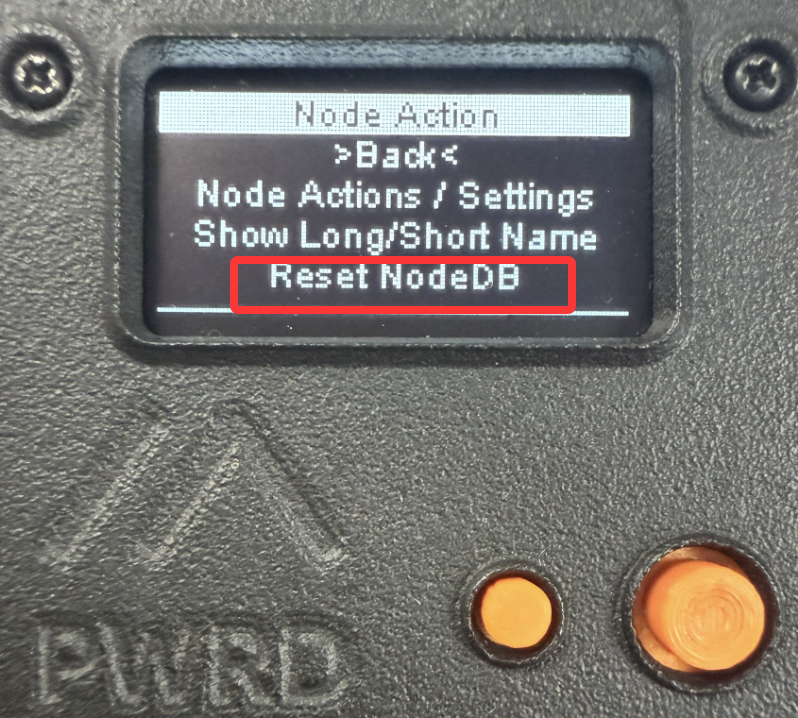 Node Action
>Back<
Node Actions / Settings
Show Long/Short Name
Reset NodeDB
PWRD